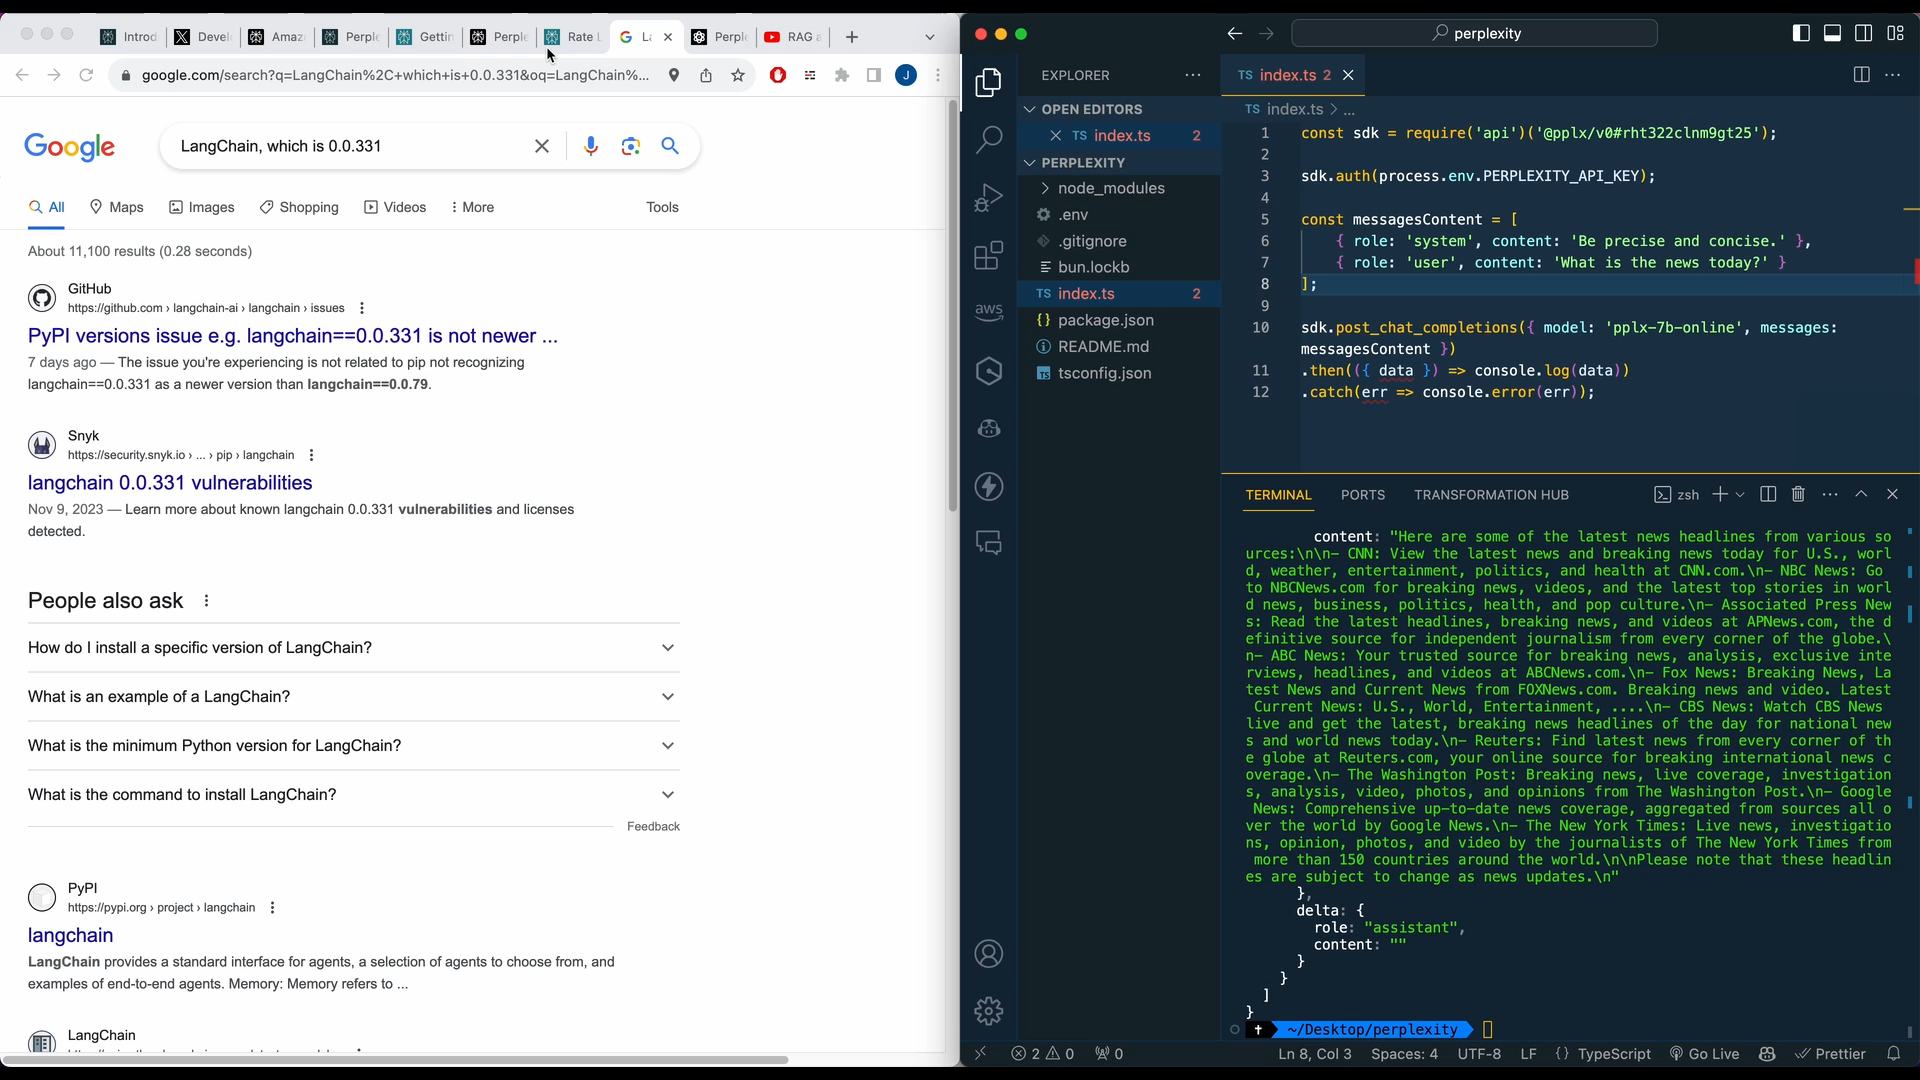 Introd
Devel
Amaz
Perple
Gettin
Perple
Rate L
Perple
RAG a
google.com/search?q=LangChain%2C+which+is+0.0.331&oq=LangChain%...
J
Google
LangChain, which is 0.0.331
All
Maps
Images
Shopping
Videos
More
Tools
About 11,100 results (0.28 seconds)
GitHub
https://github.com › langchain-ai › langchain › issues
PyPI versions issue e.g. langchain==0.0.331 is not newer ...
7 days ago — The issue you're experiencing is not related to pip not recognizing
langchain==0.0.331 as a newer version than langchain==0.0.79.
Snyk
https://security.snyk.io › ... › pip › langchain
langchain 0.0.331 vulnerabilities
Nov 9, 2023 — Learn more about known langchain 0.0.331 vulnerabilities and licenses
detected.
People also ask
How do I install a specific version of LangChain?
What is an example of a LangChain?
What is the minimum Python version for LangChain?
What is the command to install LangChain?
Feedback
PyPI
https://pypi.org › project › langchain
langchain
LangChain provides a standard interface for agents, a selection of agents to choose from, and
examples of end-to-end agents. Memory: Memory refers to ...
LangChain
perplexity
EXPLORER
OPEN EDITORS
TS index.ts 2
PERPLEXITY
node_modules
.env
.gitignore
bun.lockb
TS index.ts 2
{} package.json
README.md
TS tsconfig.json
aws
TS index.ts 2
TS index.ts > ...
1 const sdk = require('api')('@pplx/v0#rht322clnm9gt25');
2
3 sdk.auth(process.env.PERPLEXITY_API_KEY);
4
5 const messagesContent = [
6 { role: 'system', content: 'Be precise and concise.' },
7 { role: 'user', content: 'What is the news today?' }
8 ];
9
10 sdk.post_chat_completions({ model: 'pplx-7b-online', messages:
messagesContent })
11 .then(({ data }) => console.log(data))
12 .catch(err => console.error(err));
TERMINAL
PORTS
TRANSFORMATION HUB
zsh
content: "Here are some of the latest news headlines from various so
urces:\n\n- CNN: View the latest news and breaking news today for U.S., worl
d, weather, entertainment, politics, and health at CNN.com.\n- NBC News: Go
to NBCNews.com for breaking news, videos, and the latest top stories in worl
d news, business, politics, health, and pop culture.\n- Associated Press New
s: Read the latest headlines, breaking news, and videos at APNews.com, the d
efinitive source for independent journalism from every corner of the globe.\
n- ABC News: Your trusted source for breaking news, analysis, exclusive inte
rviews, headlines, and videos at ABCNews.com.\n- Fox News: Breaking News, La
test News and Current News from FOXNews.com. Breaking news and video. Latest
Current News: U.S., World, Entertainment, ....\n- CBS News: Watch CBS News
live and get the latest, breaking news headlines of the day for national new
s and world news today.\n- Reuters: Find latest news from every corner of th
e globe at Reuters.com, your online source for breaking international news c
overage.\n- The Washington Post: Breaking news, live coverage, investigation
s, analysis, video, photos, and opinions from The Washington Post.\n- Google
News: Comprehensive up-to-date news coverage, aggregated from sources all o
ver the world by Google News.\n- The New York Times: Live news, investigatio
ns, opinion, photos, and video by the journalists of The New York Times from
more than 150 countries around the world.\n\nPlease note that these headlin
es are subject to change as news updates.\n"
},
delta: {
role: "assistant",
content: ""
}
}
]
}
~/Desktop/perplexity
2 0
0
Ln 8, Col 3
Spaces: 4
UTF-8
LF
{} TypeScript
Go Live
Prettier